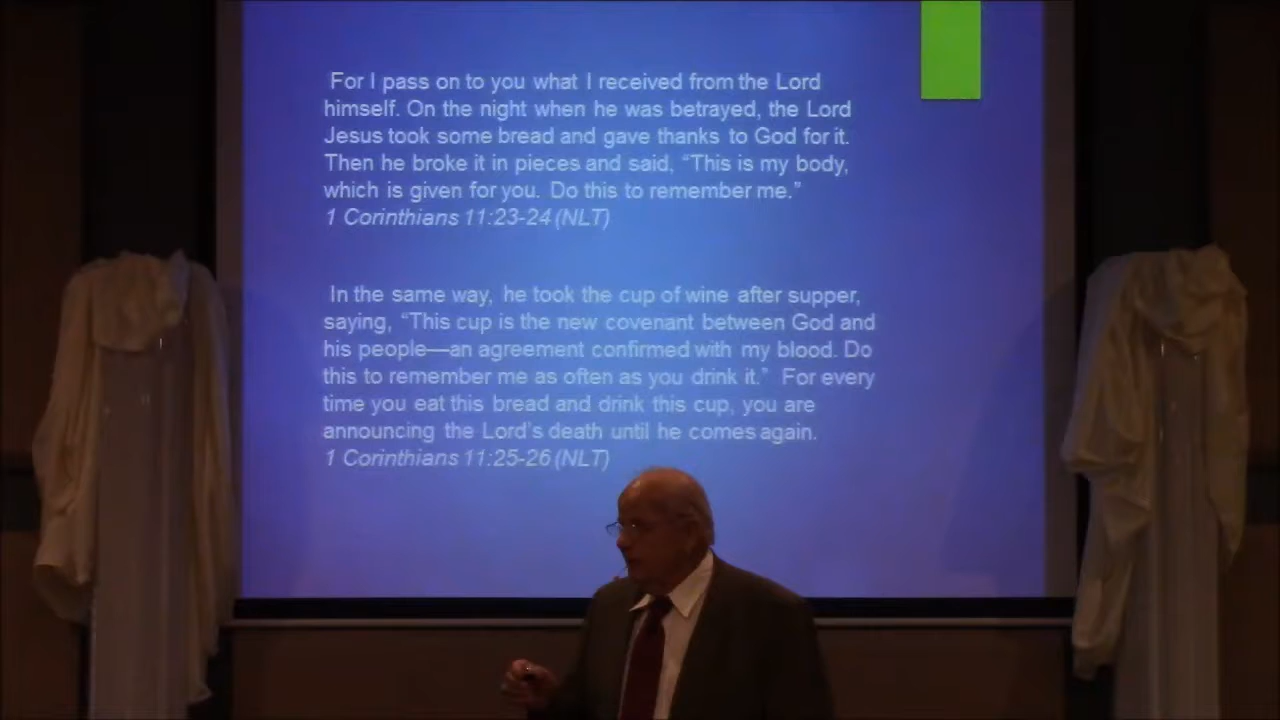 For I pass on to you what I received from the Lord
himself. On the night when he was betrayed, the Lord
Jesus took some bread and gave thanks to God for it.
Then he broke it in pieces and said, “This is my body,
which is given for you. Do this to remember me.”
1 Corinthians 11:23-24 (NLT)
In the same way, he took the cup of wine after supper,
saying, “This cup is the new covenant between God and
his people—an agreement confirmed with my blood. Do
this to remember me as often as you drink it.” For every
time you eat this bread and drink this cup, you are
announcing the Lord’s death until he comes again.
1 Corinthians 11:25-26 (NLT)